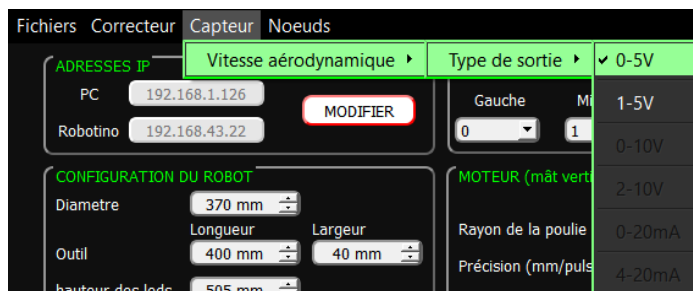 Fichiers Correcteur Capteur Noeuds
Vitesse aérodynamique
Type de sortie
0-5V
1-5V
0-10V
2-10V
0-20mA
4-20mA
ADRESSES IP
PC 192.168.1.126
MODIFIER
Robotino 192.168.43.22
Gauche Mi
0 1
CONFIGURATION DU ROBOT
Diametre 370 mm
Longueur Largeur
Outil 400 mm 40 mm
hauteur des leds 505 mm
MOTEUR (mât verti
Rayon de la poulie
Précision (mm/puls